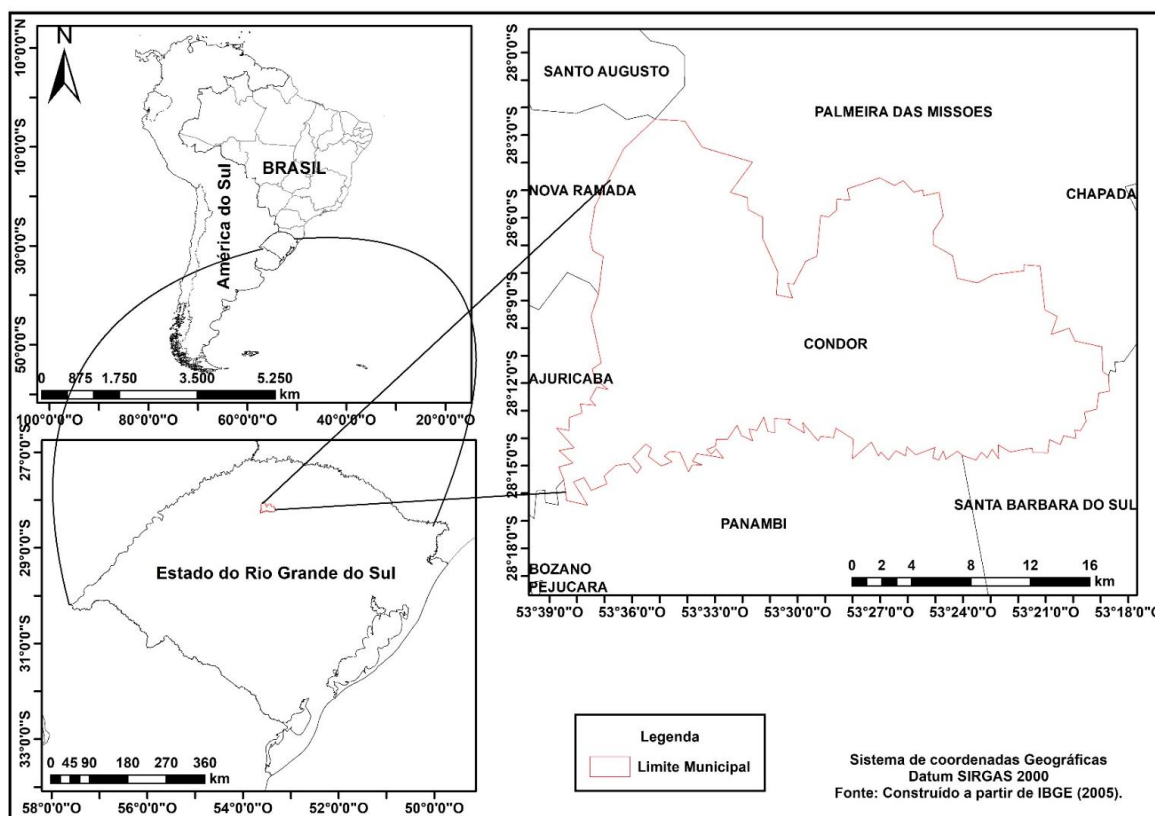 N
10°0'0"N
0°0'0"
10°0'0"S
30°0'0"S
50°0'0"S
BRASIL
América do Sul
0 875 1.750 3.500 5.250
km
100°0'0"O 80°0'0"O 60°0'0"O 40°0'0"O 20°0'0"O
27°0'0"S
29°0'0"S
31°0'0"S
33°0'0"S
Estado do Rio Grande do Sul
0 45 90 180 270 360
km
58°0'0"O 56°0'0"O 54°0'0"O 52°0'0"O 50°0'0"O
28°0'0"S
28°3'0"S
28°6'0"S
28°9'0"S
28°12'0"S
28°15'0"S
28°18'0"S
28°21'0"S
SANTO AUGUSTO
PALMEIRA DAS MISSOES
NOVA RAMADA
CHAPADA
CONDOR
AJURICABA
SANTA BARBARA DO SUL
PANAMBI
BOZANO
PEJUCARA
0 2 4 8 12 16
km
53°39'0"O 53°36'0"O 53°33'0"O 53°30'0"O 53°27'0"O 53°24'0"O 53°21'0"O 53°18'0"O
Legenda
Limite Municipal
Sistema de coordenadas Geográficas
Datum SIRGAS 2000
Fonte: Construído a partir de IBGE (2005).